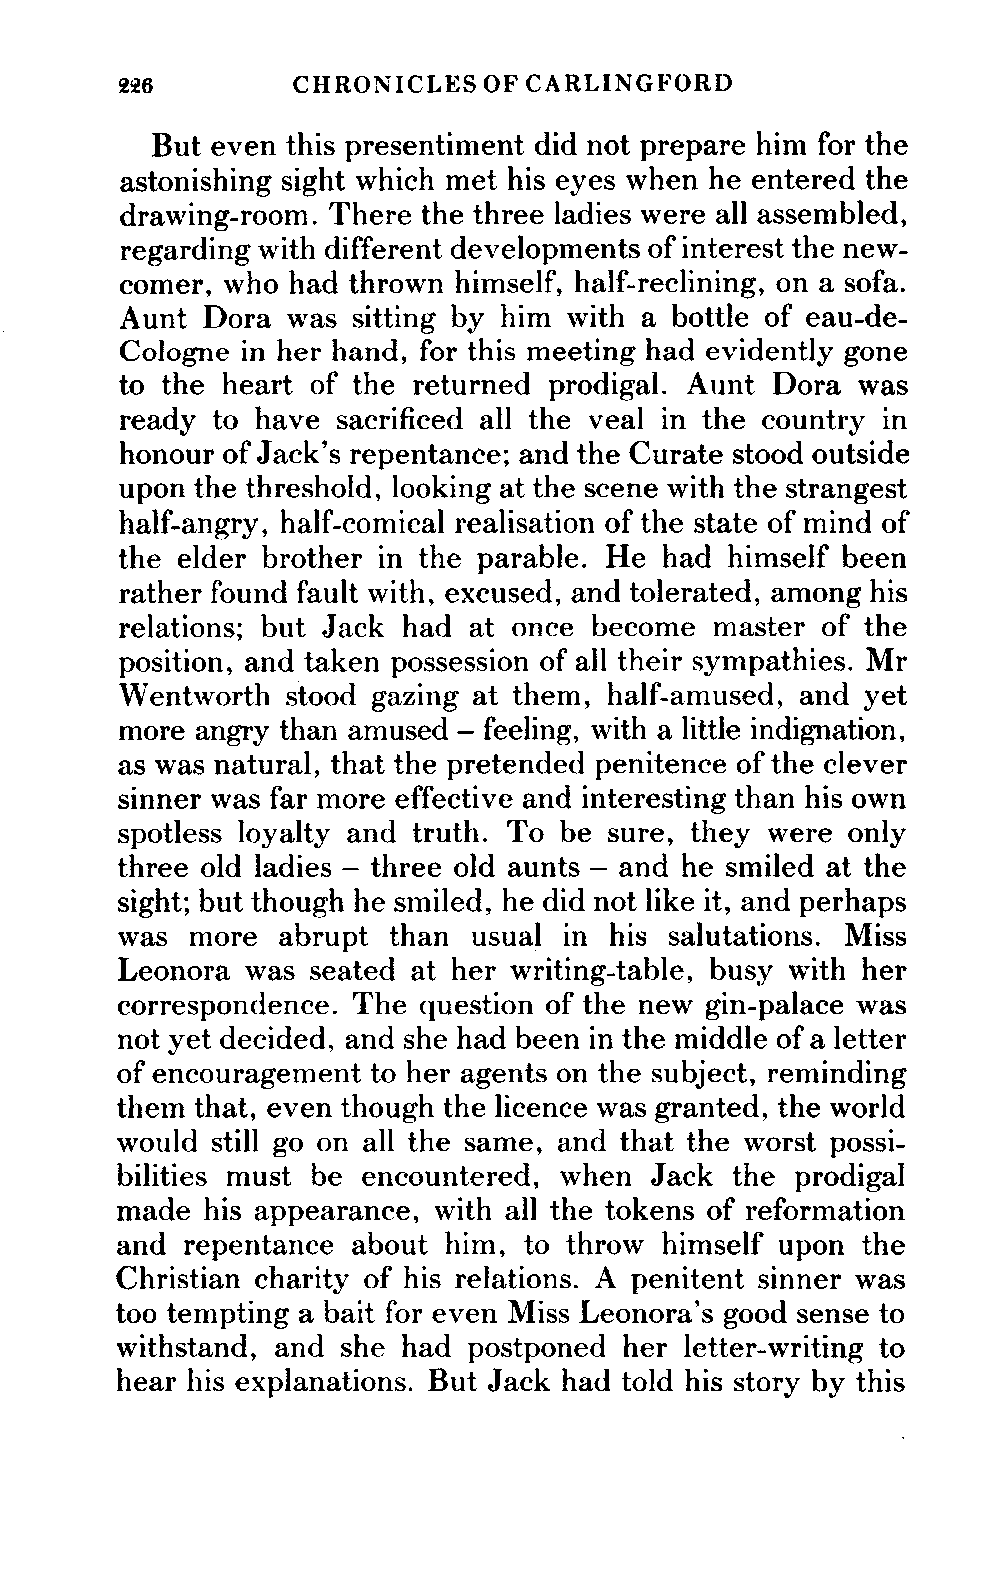 226 CHRONICLES OF CARLINGFORD
But even this presentiment did not prepare him for the
astonishing sight which met his eyes when he entered the
drawing-room. There the three ladies were all assembled,
regarding with different developments of interest the new-
comer, who had thrown himself, half-reclining, on a sofa.
Aunt Dora was sitting by him with a bottle of eau-de-
Cologne in her hand, for this meeting had evidently gone
to the heart of the returned prodigal. Aunt Dora was
ready to have sacrificed all the veal in the country in
honour of Jack's repentance; and the Curate stood outside
upon the threshold, looking at the scene with the strangest
half-angry, half-comical realisation of the state of mind of
the elder brother in the parable. He had himself been
rather found fault with, excused, and tolerated, among his
relations; but Jack had at once become master of the
position, and taken possession of all their sympathies. Mr
Wentworth stood gazing at them, half-amused, and yet
more angry than amused – feeling, with a little indignation,
as was natural, that the pretended penitence of the clever
sinner was far more effective and interesting than his own
spotless loyalty and truth. To be sure, they were only
three old ladies – three old aunts – and he smiled at the
sight; but though he smiled, he did not like it, and perhaps
was more abrupt than usual in his salutations. Miss
Leonora was seated at her writing-table, busy with her
correspondence. The question of the new gin-palace was
not yet decided, and she had been in the middle of a letter
of encouragement to her agents on the subject, reminding
them that, even though the licence was granted, the world
would still go on all the same, and that the worst possi-
bilities must be encountered, when Jack the prodigal
made his appearance, with all the tokens of reformation
and repentance about him, to throw himself upon the
Christian charity of his relations. A penitent sinner was
too tempting a bait for even Miss Leonora's good sense to
withstand, and she had postponed her letter-writing to
hear his explanations. But Jack had told his story by this